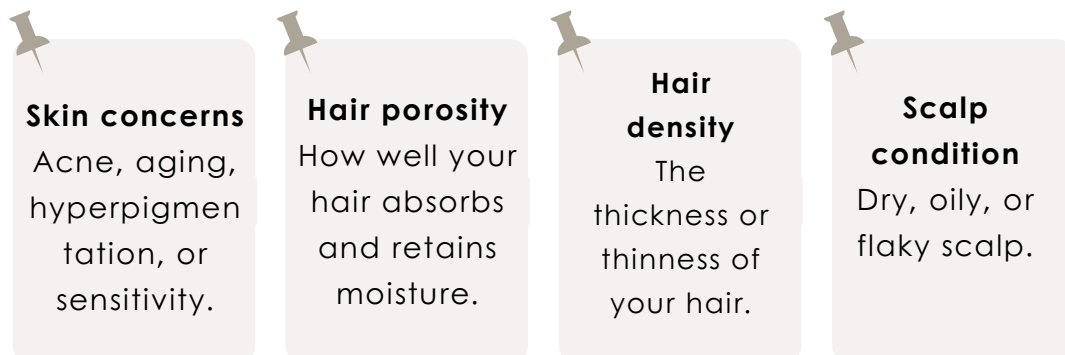 Skin concerns
Acne, aging,
hyperpigmen
tation, or
sensitivity.
Hair porosity
How well your
hair absorbs
and retains
moisture.
Hair
density
The
thickness or
thinness of
your hair.
Scalp
condition
Dry, oily, or
flaky scalp.